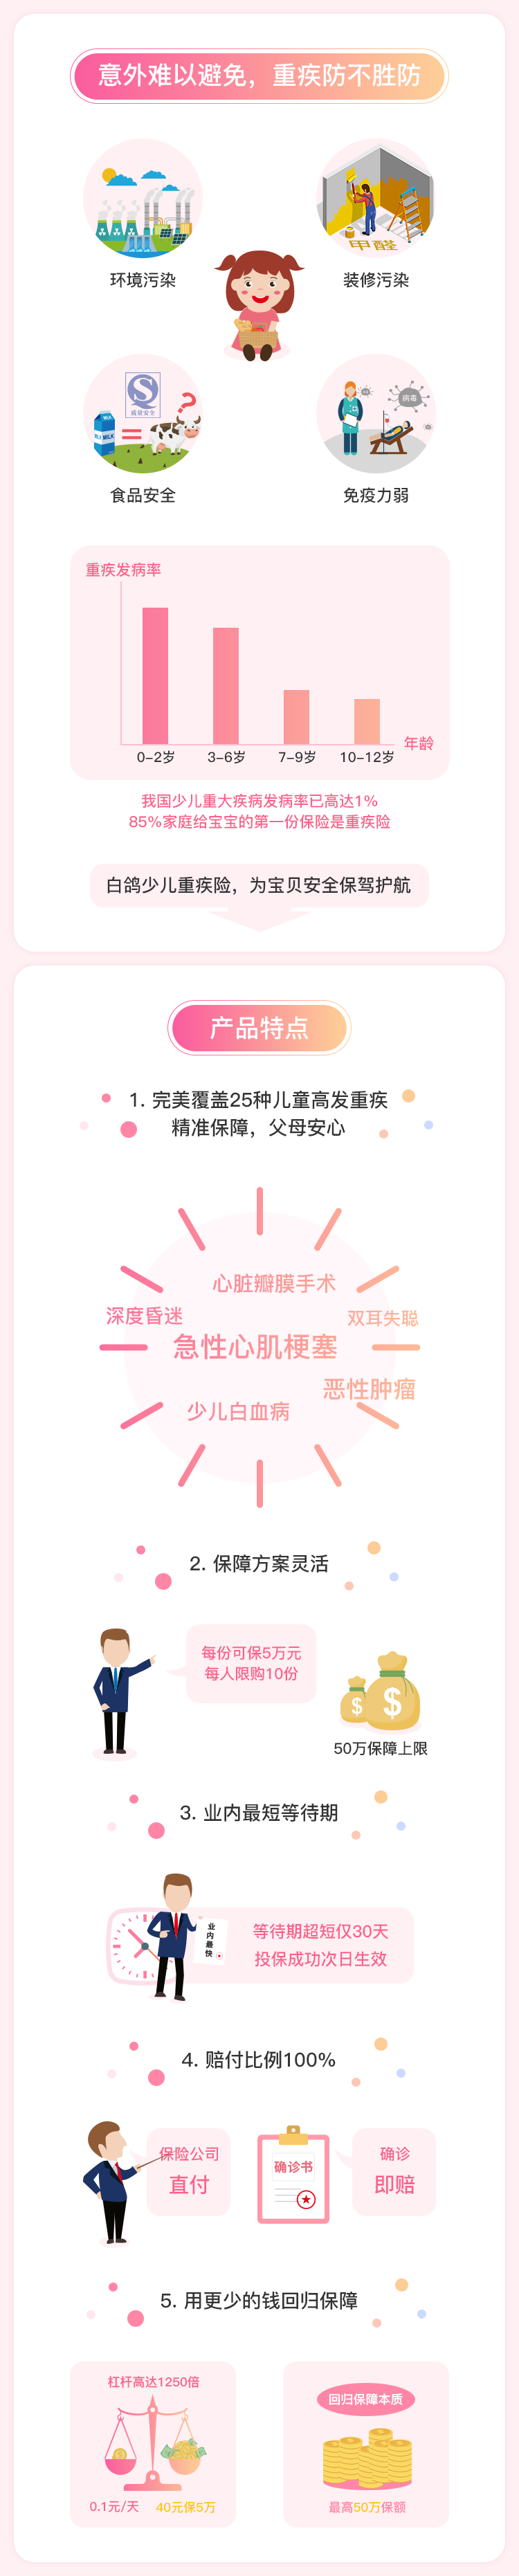 意外难以避免，重疾防不胜防
甲醛
环境污染
装修污染
质量安全
MILK
病毒
食品安全
免疫力弱
重疾发病率
年龄
0-2岁
3-6岁
7-9岁
10-12岁
我国少儿重大疾病发病率已高达1%
85%家庭给宝宝的第一份保险是重疾险
白鸽少儿重疾险，为宝贝安全保驾护航
产品特点
1. 完美覆盖25种儿童高发重疾
精准保障，父母安心
心脏瓣膜手术
深度昏迷
双耳失聪
急性心肌梗塞
恶性肿瘤
少儿白血病
2. 保障方案灵活
每份可保5万元
每人限购10份
$
$
50万保障上限
3. 业内最短等待期
业内最快
等待期超短仅30天
投保成功次日生效
4. 赔付比例100%
保险公司
直付
确诊书
确诊
即赔
5. 用更少的钱回归保障
杠杆高达1250倍
回归保障本质
0.1元/天
40元保5万
最高50万保额